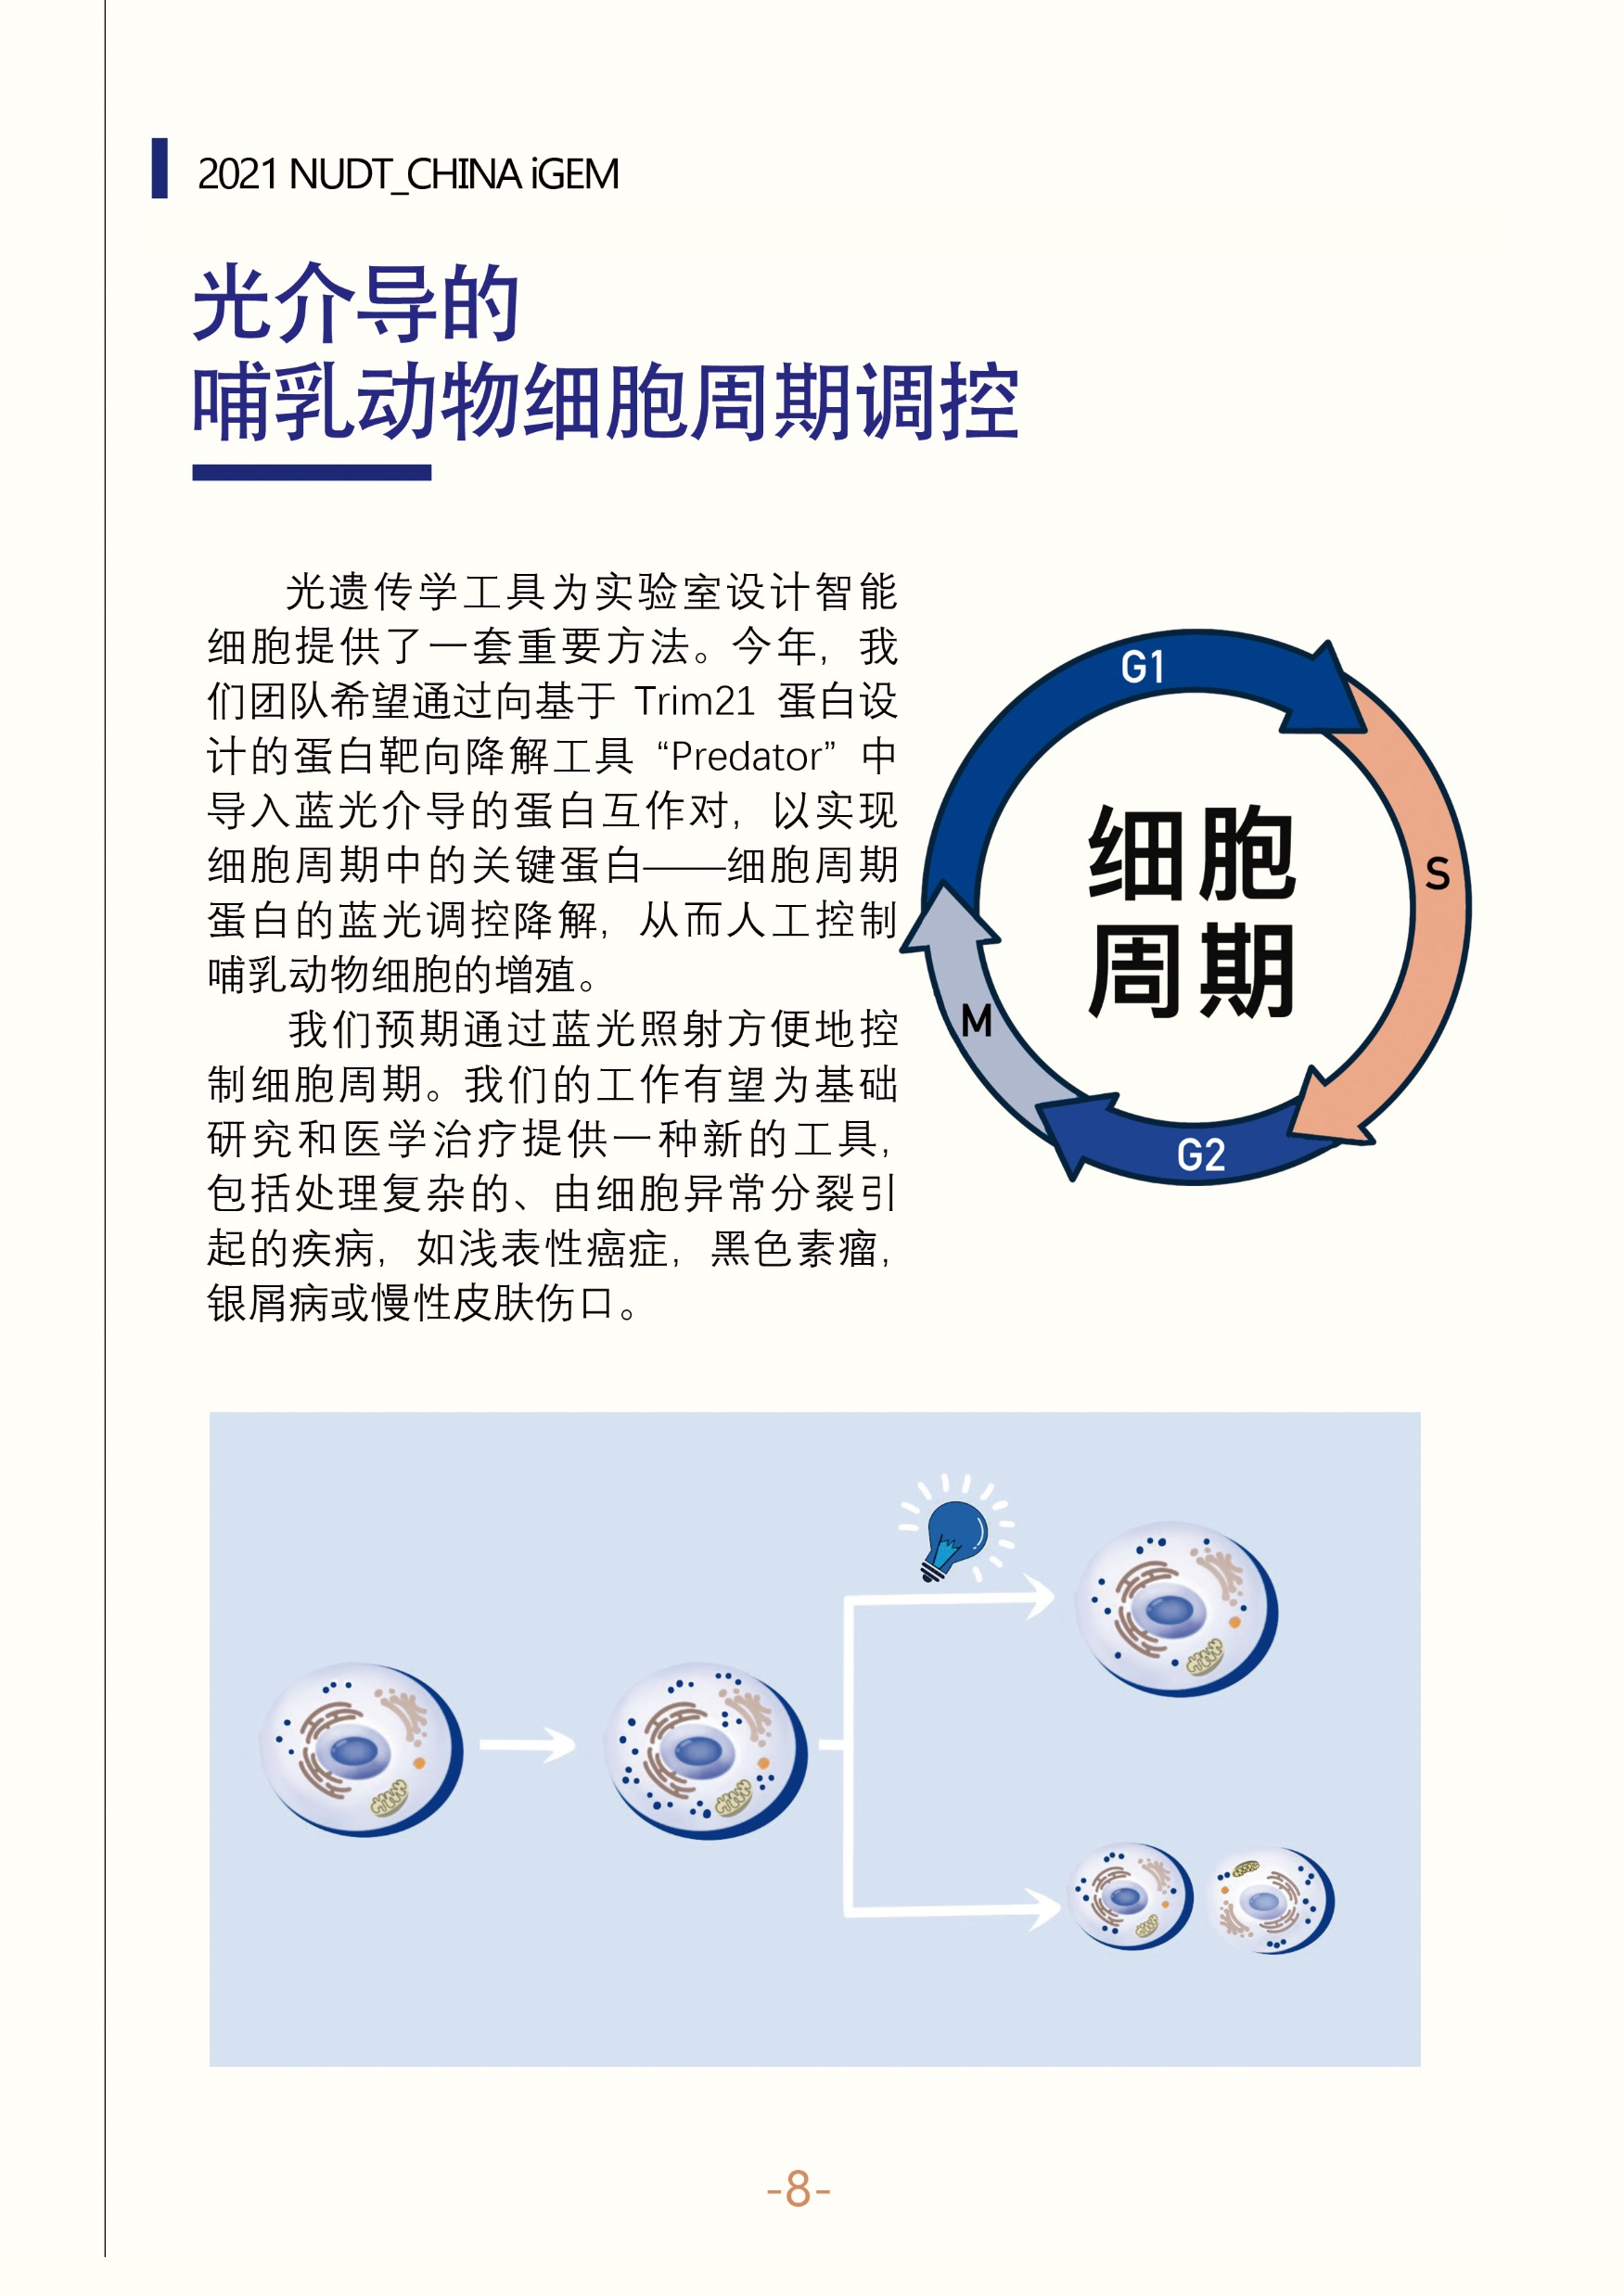 2021 NUDT_CHINA iGEM
光介导的
哺乳动物细胞周期调控
光遗传学工具为实验室设计智能
细胞提供了一套重要方法。今年，我
们团队希望通过向基于 Trim21 蛋白设
计的蛋白靶向降解工具 “Predator” 中
导入蓝光介导的蛋白互作对，以实现
细胞周期中的关键蛋白——细胞周期
蛋白的蓝光调控降解，从而人工控制
哺乳动物细胞的增殖。
我们预期通过蓝光照射方便地控
制细胞周期。我们的工作有望为基础
研究和医学治疗提供一种新的工具，
包括处理复杂的、由细胞异常分裂引
起的疾病，如浅表性癌症，黑色素瘤，
银屑病或慢性皮肤伤口。
G1
S
细胞
周期
M
G2
-8-